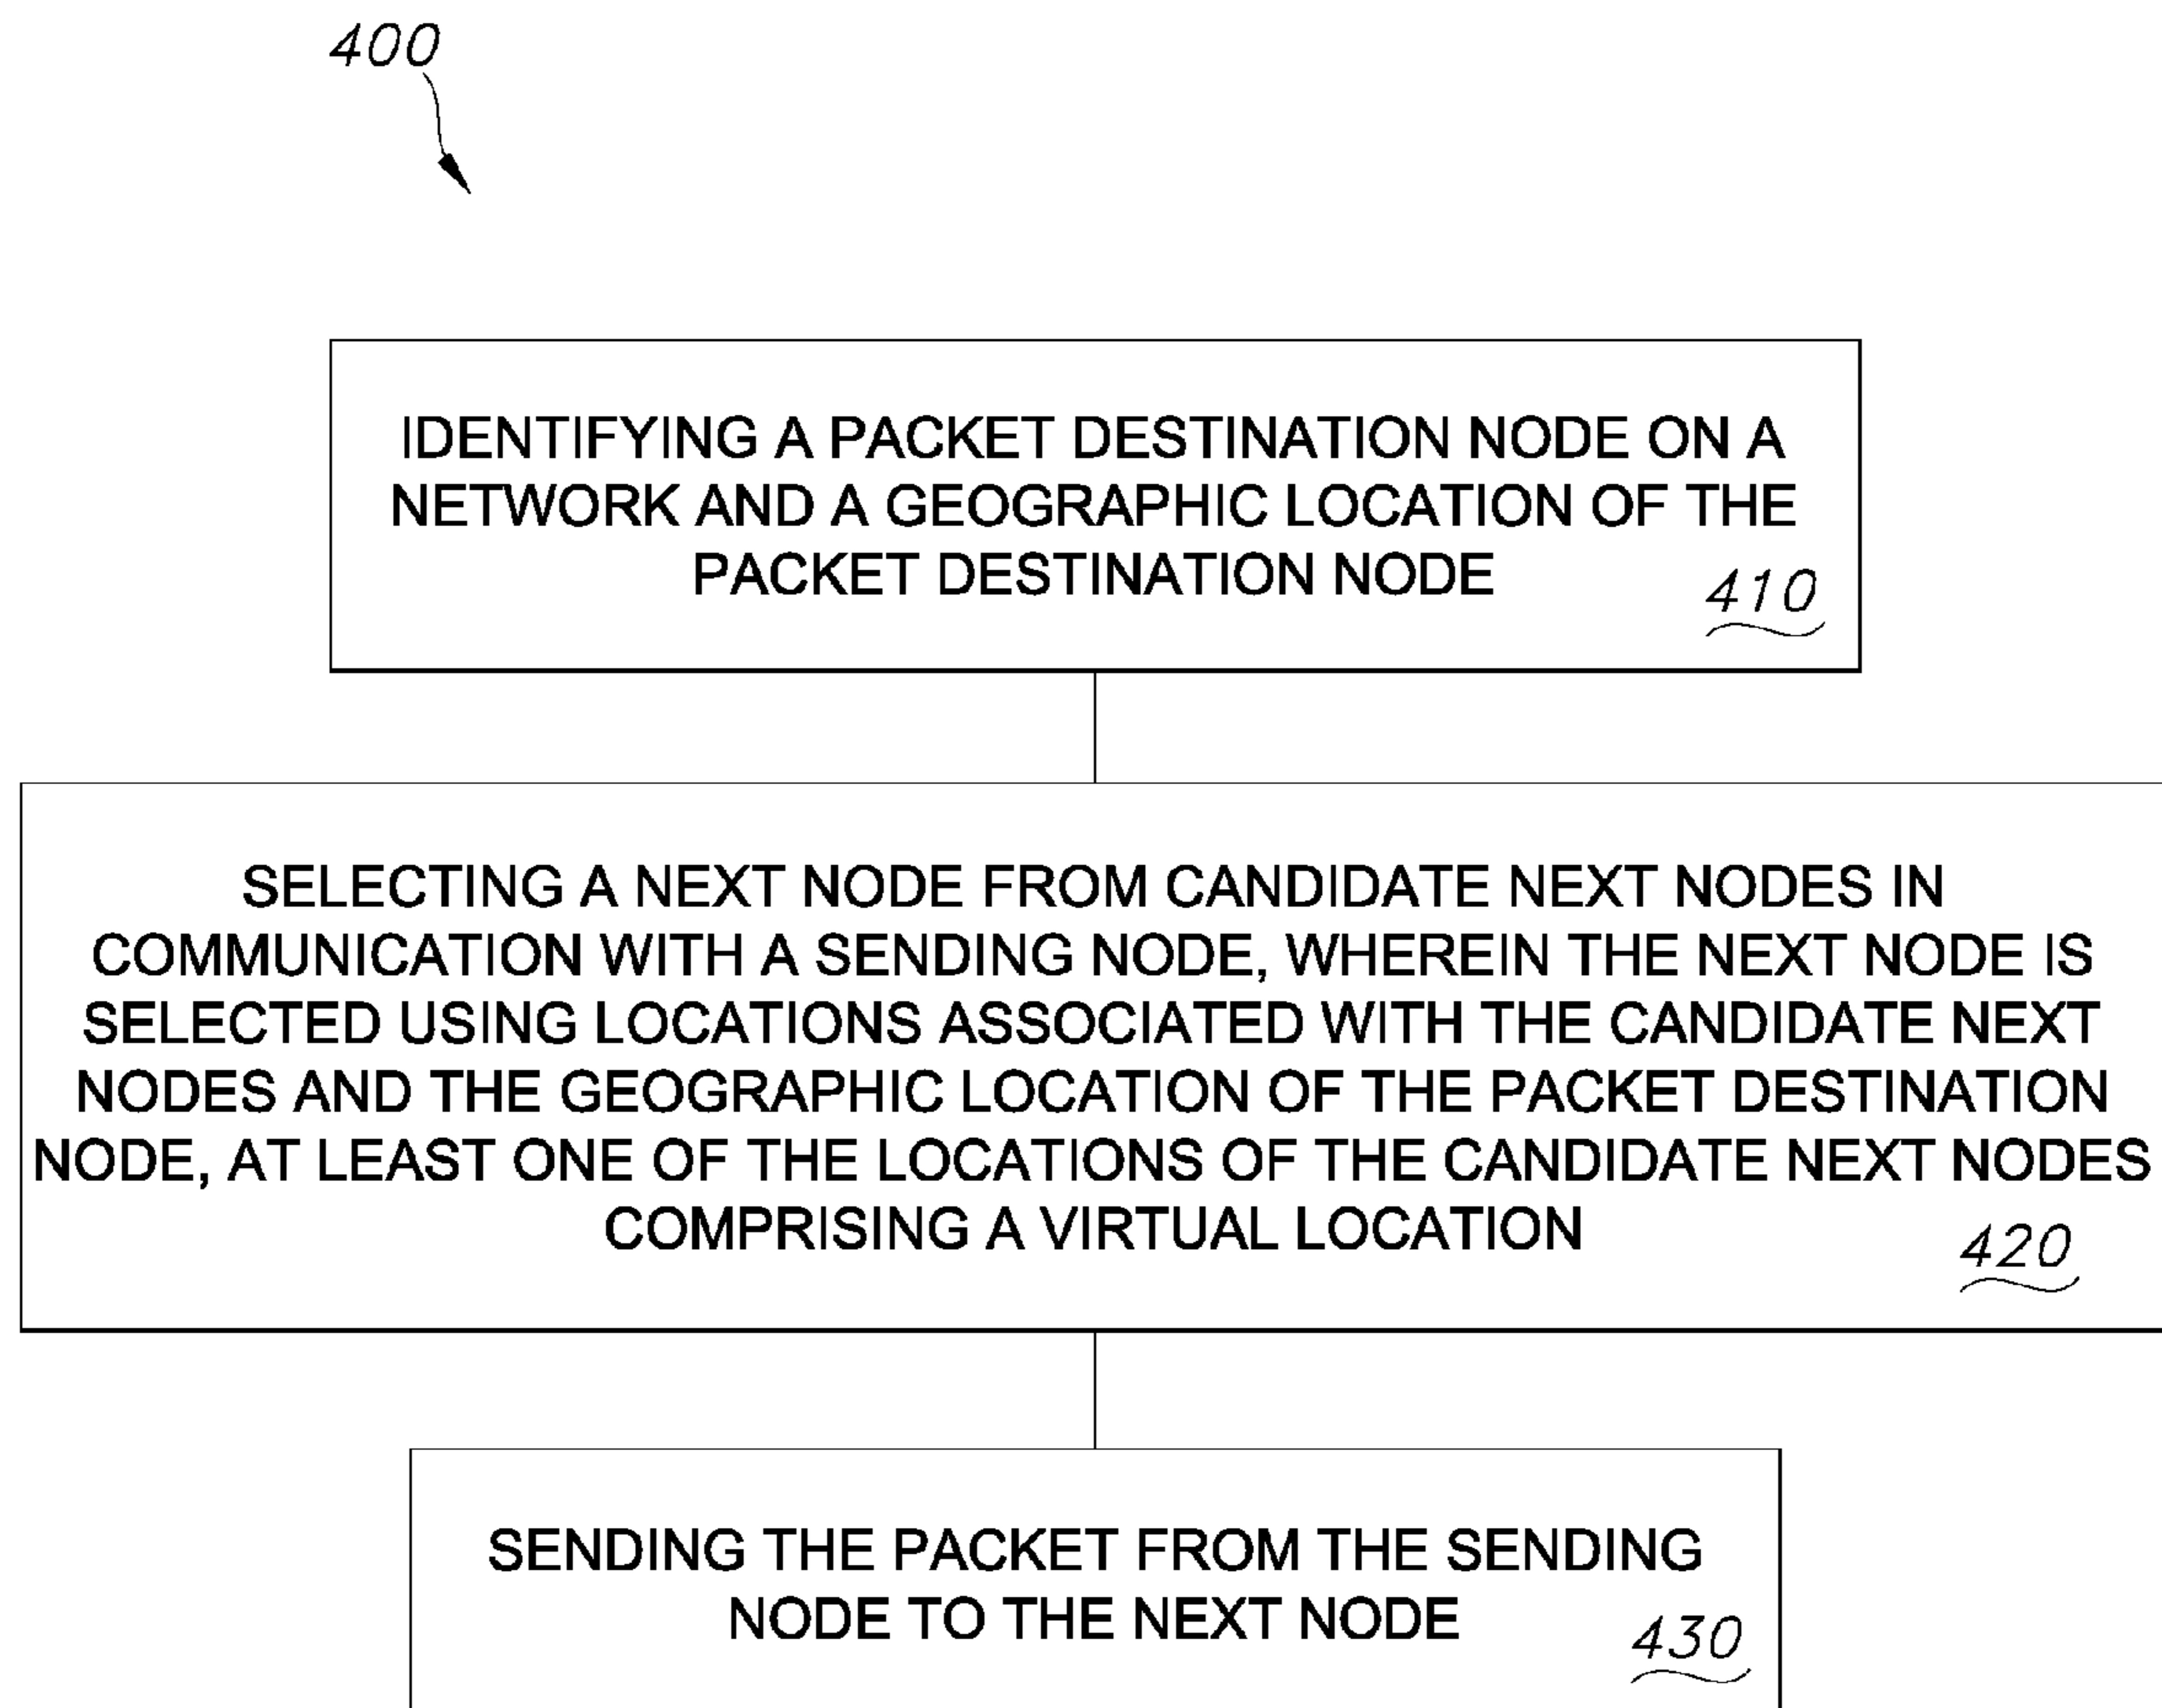 400
IDENTIFYING A PACKET DESTINATION NODE ON A
NETWORK AND A GEOGRAPHIC LOCATION OF THE
PACKET DESTINATION NODE
410
SELECTING A NEXT NODE FROM CANDIDATE NEXT NODES IN
COMMUNICATION WITH A SENDING NODE, WHEREIN THE NEXT NODE IS
SELECTED USING LOCATIONS ASSOCIATED WITH THE CANDIDATE NEXT
NODES AND THE GEOGRAPHIC LOCATION OF THE PACKET DESTINATION
NODE, AT LEAST ONE OF THE LOCATIONS OF THE CANDIDATE NEXT NODES
COMPRISING A VIRTUAL LOCATION
420
SENDING THE PACKET FROM THE SENDING
NODE TO THE NEXT NODE
430